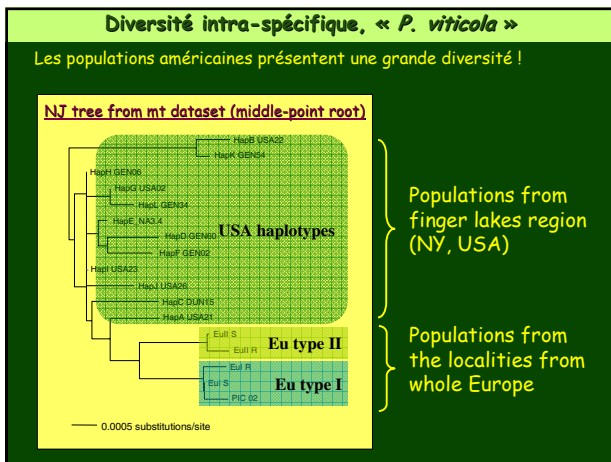 Diversité intra-spécifique, « P. viticola »
Les populations américaines présentent une grande diversité !
NJ tree from mt dataset (middle-point root)
HapB USA22
HapK GEN54
HapH GEN06
HapG USA02
HapL GEN34
HapE_NA3.4
USA haplotypes
HapD GEN60
HapF GEN02
HapI USA23
HapJ USA26
HapC DUN15
HapA USA21
EuII S
Eu type II
EuII R
EuI R
EuI S
Eu type I
PIC 02
0.0005 substitutions/site
Populations from
finger lakes region
(NY, USA)
Populations from
the localities from
whole Europe